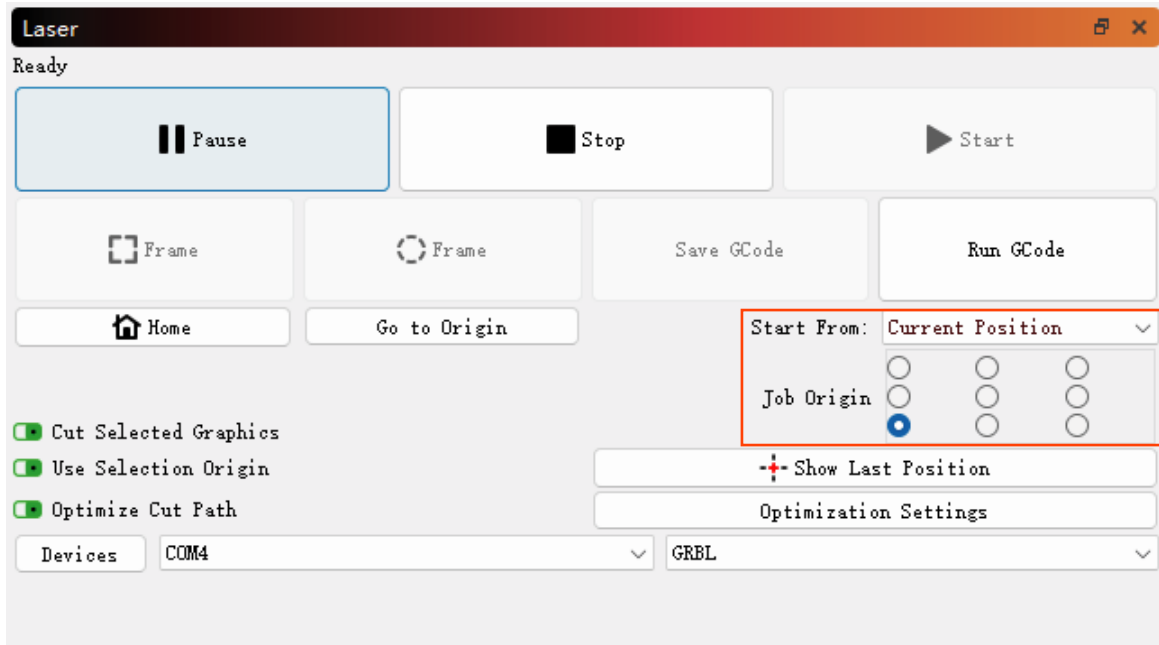 Laser
Ready
Pause
Stop
Start
Frame
Frame
Save GCode
Run GCode
Home
Go to Origin
Start From:
Current Position
Job Origin
Cut Selected Graphics
Use Selection Origin
Show Last Position
Optimize Cut Path
Optimization Settings
Devices
COM4
GRBL